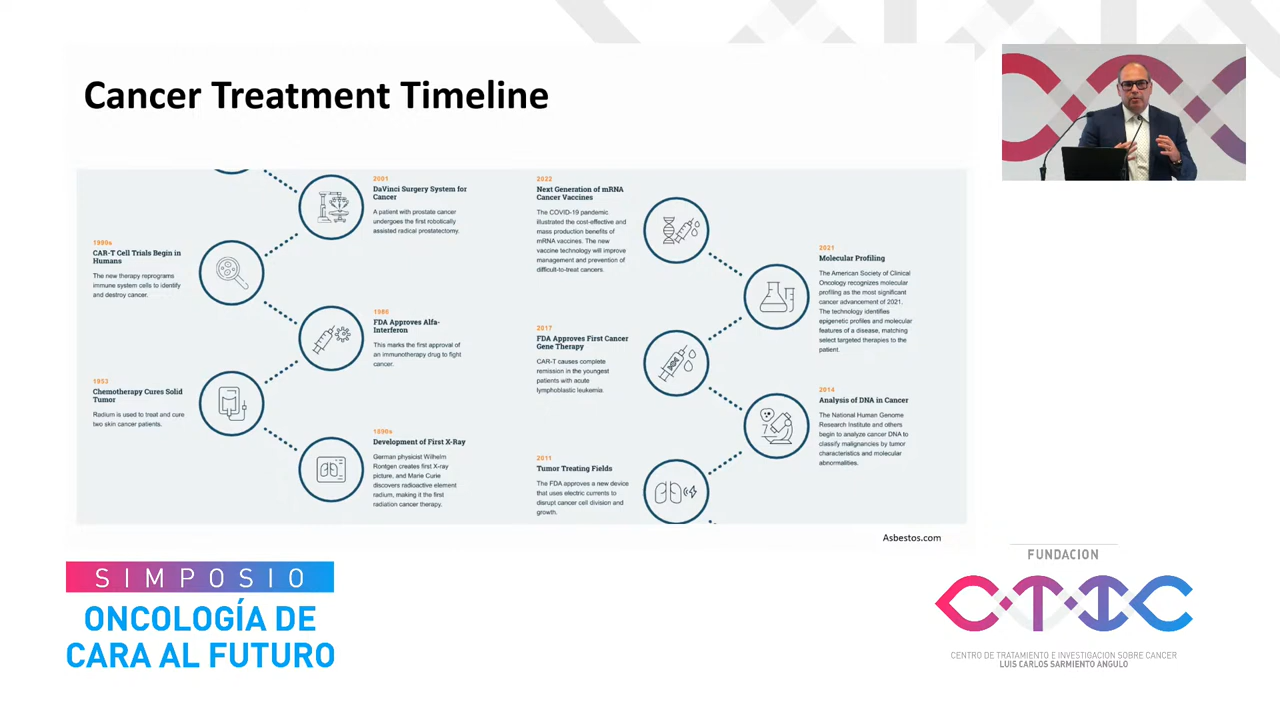 Cancer Treatment Timeline
2001
DaVinci Surgery System for
Cancer
A patient with prostate cancer
undergoes the first robotically
assisted radical prostatectomy.
1990s
CAR-T Cell Trials Begin in
Humans
The new therapy reprograms
immune system cells to identify
and destroy cancer.
1986
FDA Approves Alfa-
Interferon
This marks the first approval of
an immunotherapy drug to fight
cancer.
1953
Chemotherapy Cures Solid
Tumor
Radium is used to treat and cure
two skin cancer patients.
1890s
Development of First X-Ray
German physicist Wilhelm
Rontgen creates first X-ray
picture, and Marie Curie
discovers radioactive element
radium, making it the first
radiation cancer therapy.
2022
Next Generation of mRNA
Cancer Vaccines
The COVID-19 pandemic
illustrated the cost-effective and
mass production benefits of
mRNA vaccines. The new
vaccine technology will improve
management and prevention of
difficult-to-treat cancers.
2021
Molecular Profiling
The American Society of Clinical
Oncology recognizes molecular
profiling as the most significant
cancer advancement of 2021.
The technology identifies
epigenetic profiles and molecular
features of a disease, matching
select targeted therapies to the
patient.
2017
FDA Approves First Cancer
Gene Therapy
CAR-T causes complete
remission in the youngest
patients with acute
lymphoblastic leukemia.
2014
Analysis of DNA in Cancer
The National Human Genome
Research Institute and others
begin to analyze cancer DNA to
classify malignancies by tumor
characteristics and molecular
abnormalities.
2011
Tumor Treating Fields
The FDA approves a new device
that uses electric currents to
disrupt cancer cell division and
growth.
Asbestos.com
SIMPOSIO
ONCOLOGÍA DE
CARA AL FUTURO
FUNDACION
CTIC
CENTRO DE TRATAMIENTO E INVESTIGACION SOBRE CANCER
LUIS CARLOS SARMIENTO ANGULO